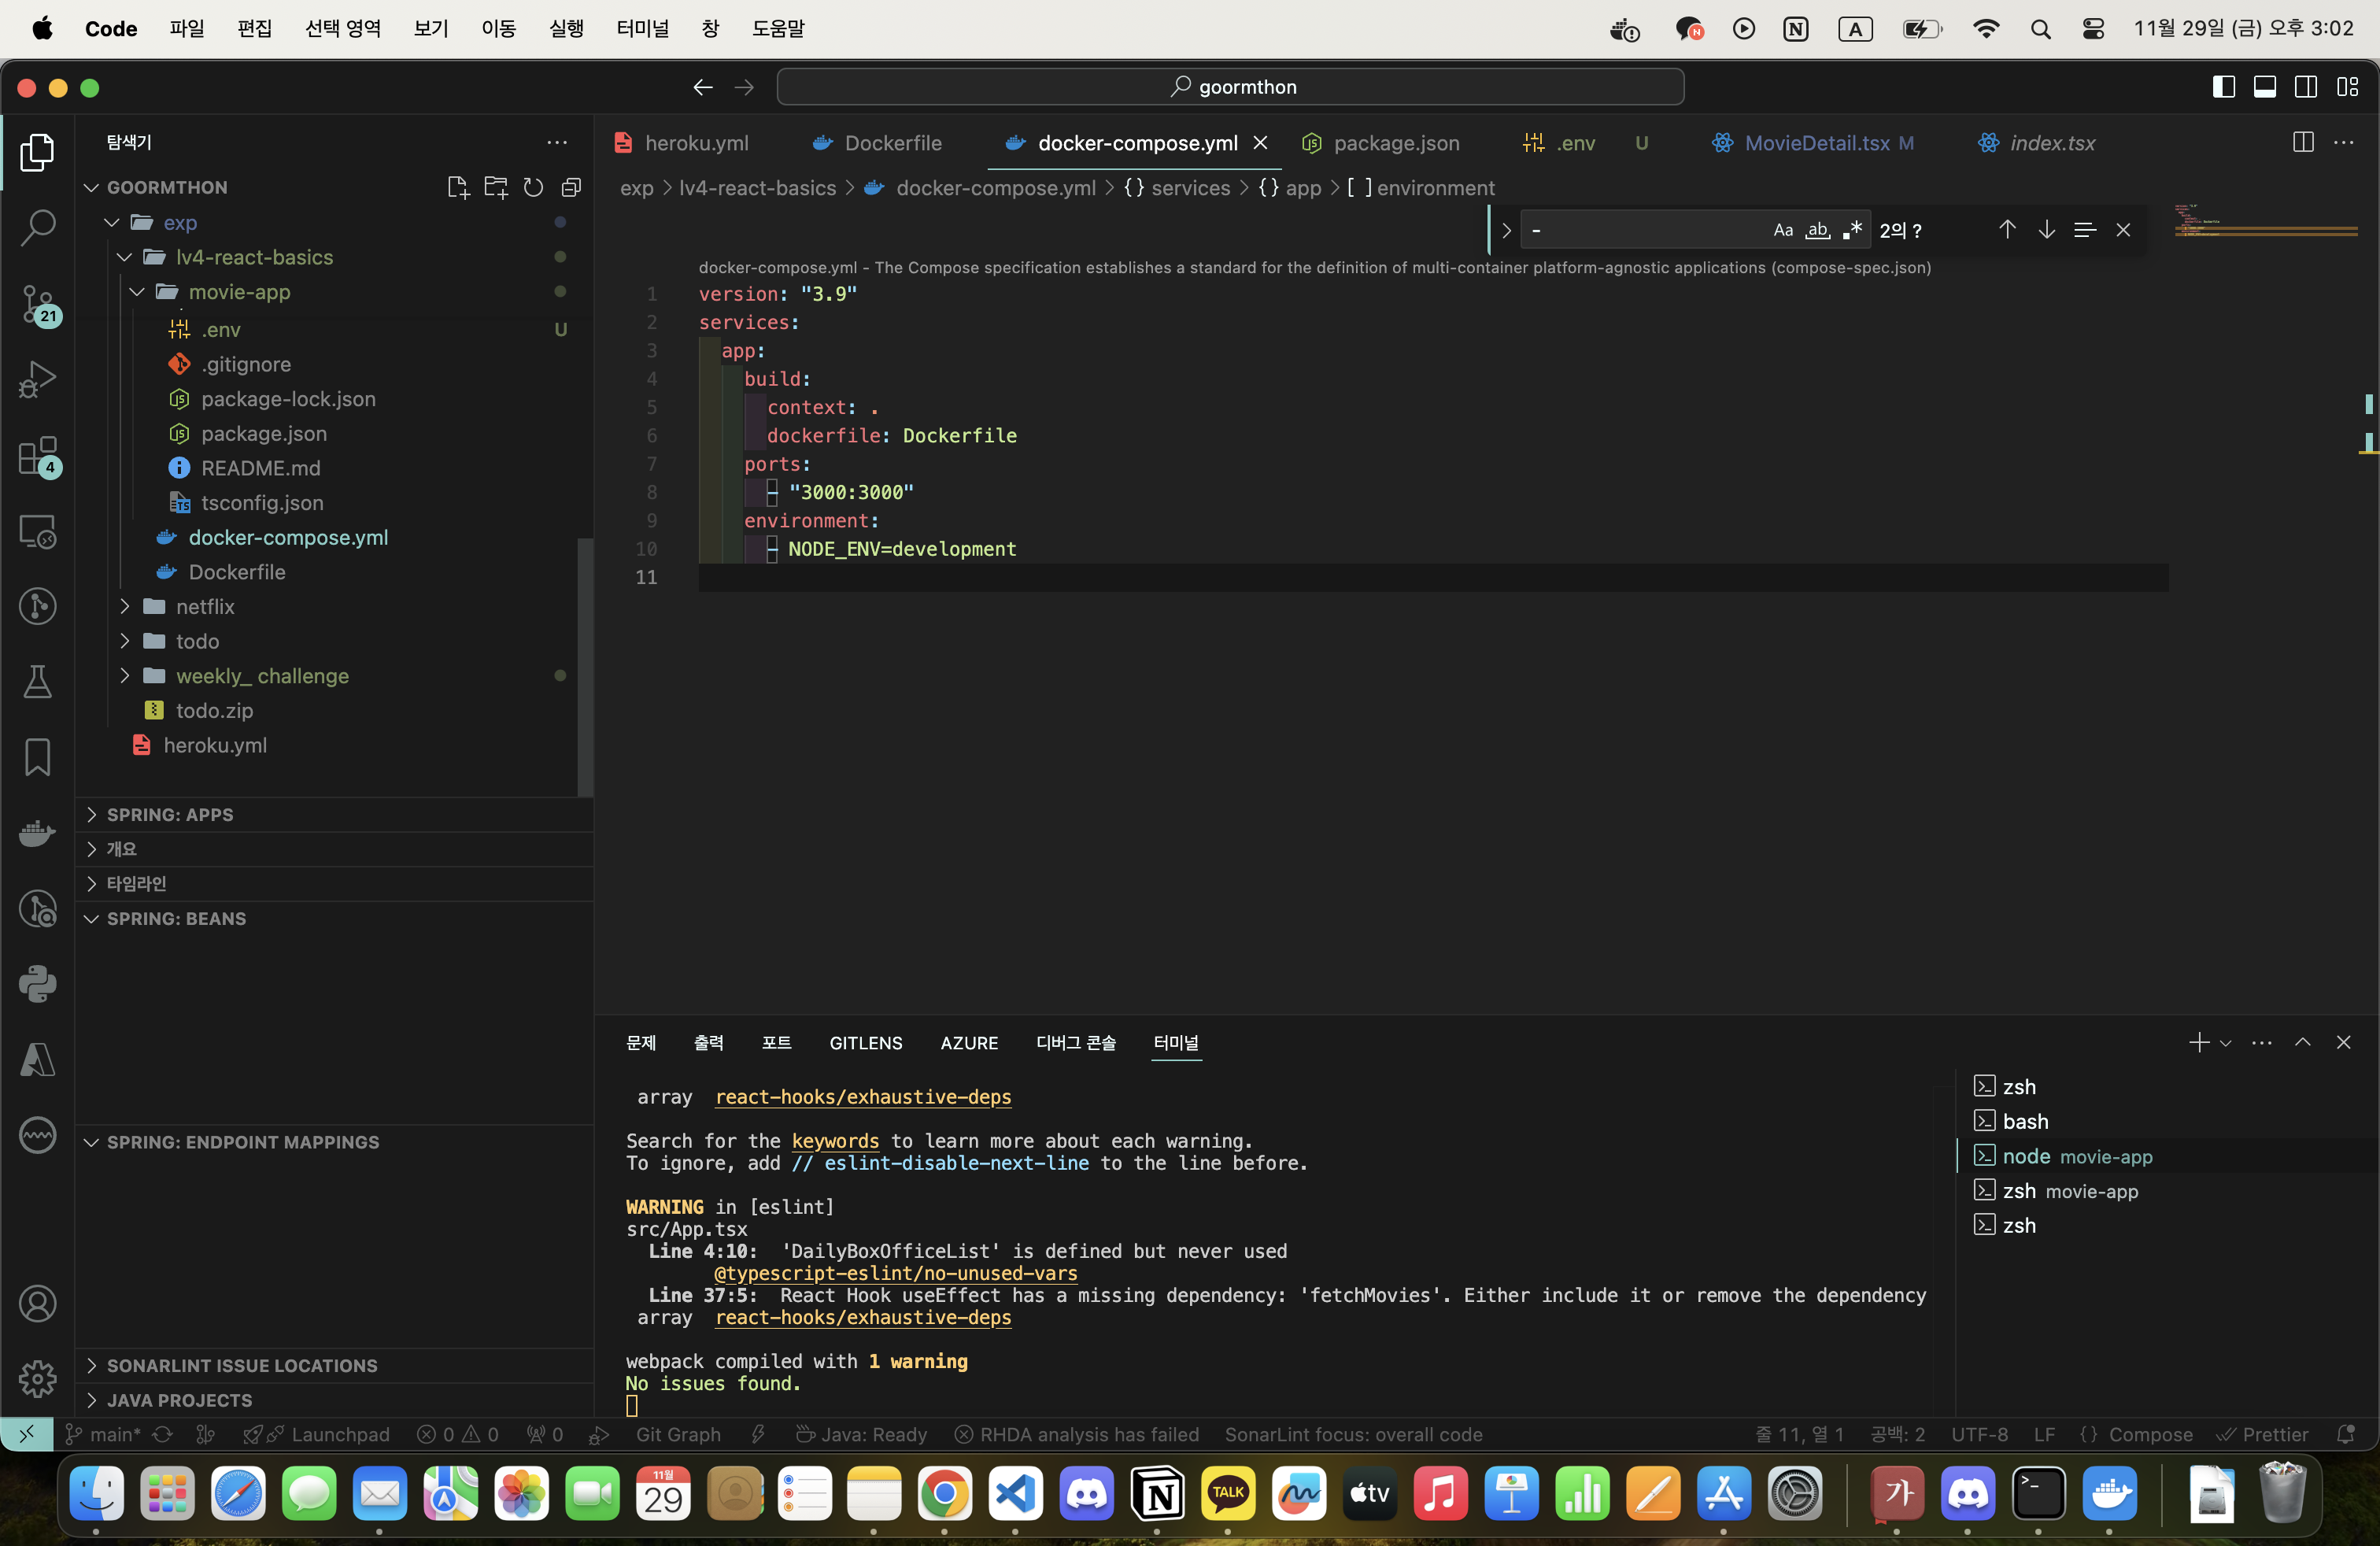 Code 파일 편집 선택 영역 보기 이동 실행 터미널 창 도움말
A 11월 29일 (금) 오후 3:02
goormthon
탐색기
GOORMTHON
exp
lv4-react-basics
movie-app
.env U
.gitignore
package-lock.json
package.json
README.md
tsconfig.json
docker-compose.yml
Dockerfile
netflix
todo
weekly_ challenge
todo.zip
heroku.yml
SPRING: APPS
개요
타임라인
SPRING: BEANS
SPRING: ENDPOINT MAPPINGS
SONARLINT ISSUE LOCATIONS
JAVA PROJECTS
21
4
heroku.yml Dockerfile docker-compose.yml package.json .env U MovieDetail.tsx M index.tsx
exp > lv4-react-basics > docker-compose.yml > {} services > {} app > [ ] environment
- Aa ab .* 2의 ?
docker-compose.yml - The Compose specification establishes a standard for the definition of multi-container platform-agnostic applications (compose-spec.json)
1 version: "3.9"
2 services:
3 app:
4 build:
5 context: .
6 dockerfile: Dockerfile
7 ports:
8 - "3000:3000"
9 environment:
10 - NODE_ENV=development
11
문제 출력 포트 GITLENS AZURE 디버그 콘솔 터미널
array react-hooks/exhaustive-deps
Search for the keywords to learn more about each warning.
To ignore, add // eslint-disable-next-line to the line before.
WARNING in [eslint]
src/App.tsx
Line 4:10: 'DailyBoxOfficeList' is defined but never used
@typescript-eslint/no-unused-vars
Line 37:5: React Hook useEffect has a missing dependency: 'fetchMovies'. Either include it or remove the dependency
array react-hooks/exhaustive-deps
webpack compiled with 1 warning
No issues found.
zsh
bash
node movie-app
zsh movie-app
zsh
main* Launchpad 0 0 0 Git Graph Java: Ready RHDA analysis has failed SonarLint focus: overall code 줄 11, 열 1 공백: 2 UTF-8 LF {} Compose Prettier
11월
29
TALK
tv
가